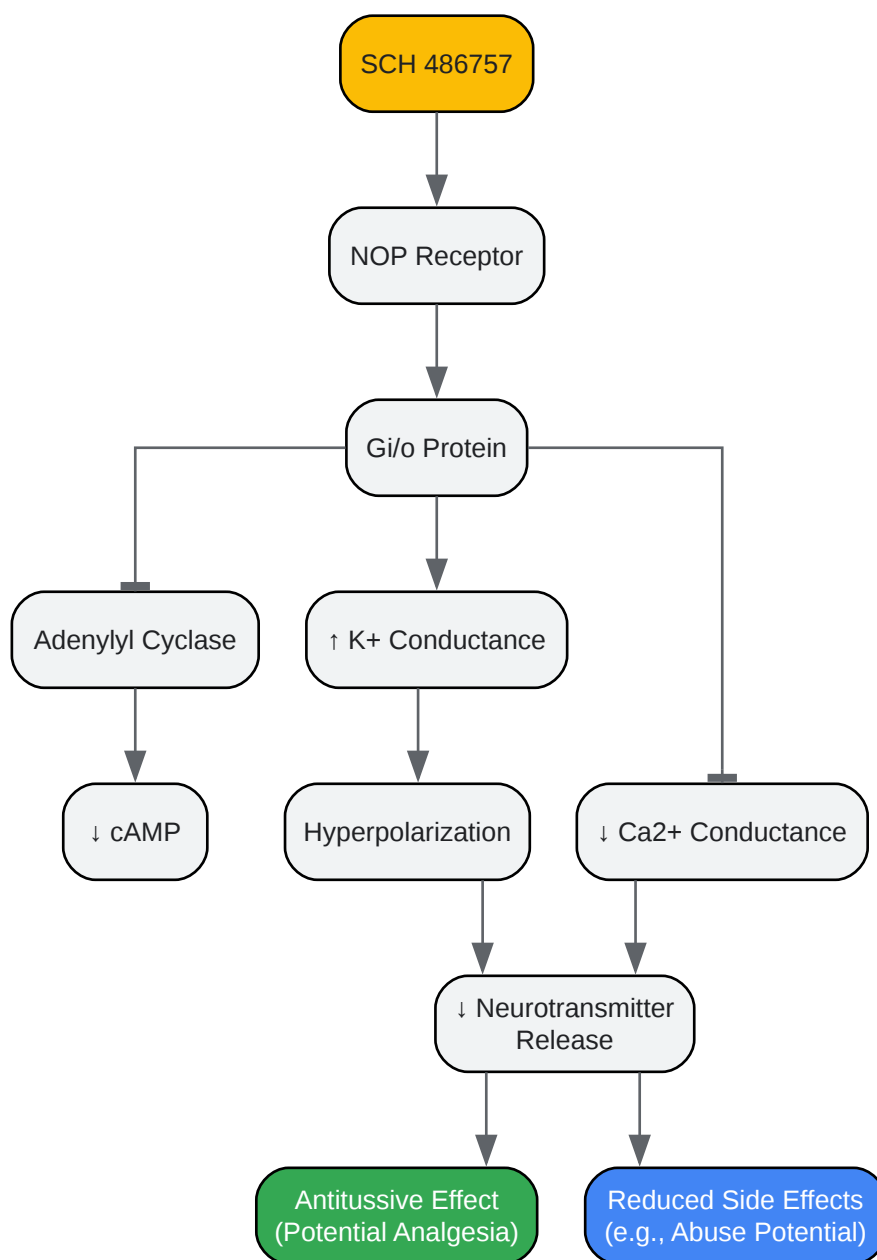 SCH 486757
NOP Receptor
Gi/o Protein
Adenylyl Cyclase
↑ K+ Conductance
↓ cAMP
Hyperpolarization
↓ Ca2+ Conductance
↓ Neurotransmitter
Release
Antitussive Effect
(Potential Analgesia)
Reduced Side Effects
(e.g., Abuse Potential)